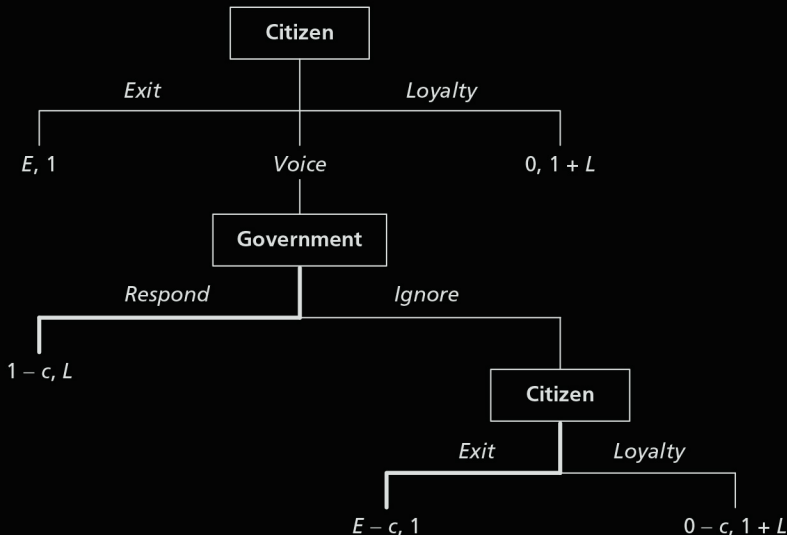 Citizen
Exit
Loyalty
E, 1
Voice
0, 1 + L
Government
Respond
Ignore
1 – c, L
Citizen
Exit
Loyalty
E – c, 1
0 – c, 1 + L